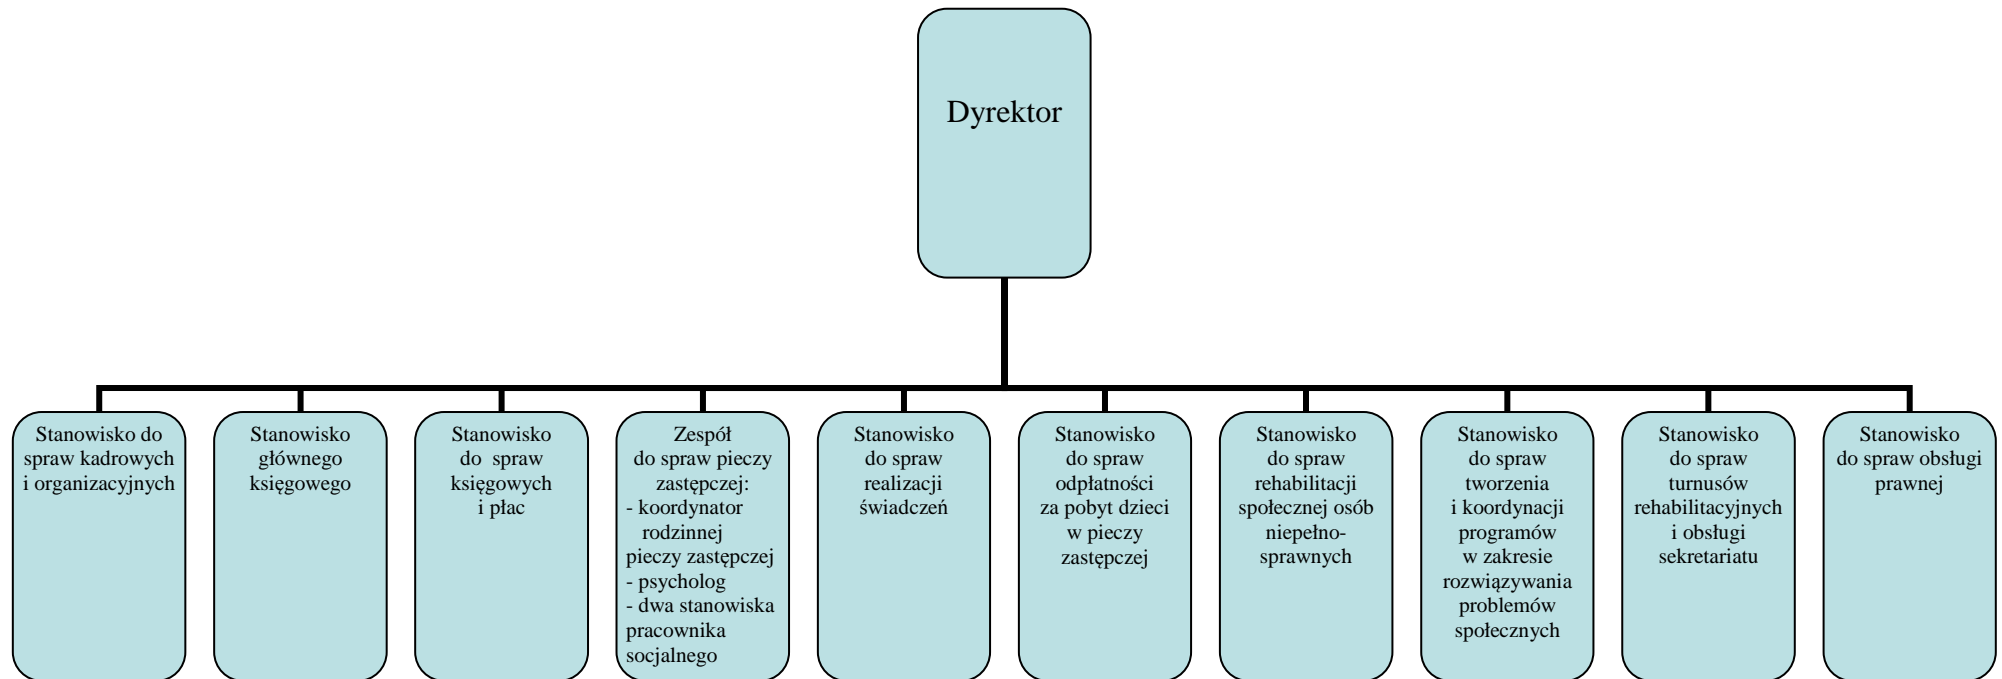 Dyrektor
Stanowisko do
spraw kadrowych
i organizacyjnych
Stanowisko
głównego
księgowego
Stanowisko
do  spraw
księgowych
i płac
Zespół
do spraw pieczy
zastępczej:
- koordynator
rodzinnej
pieczy zastępczej
- psycholog
- dwa stanowiska
pracownika
socjalnego
Stanowisko
do spraw
realizacji
świadczeń
Stanowisko
do spraw
odpłatności
za pobyt dzieci
w pieczy
zastępczej
Stanowisko
do spraw
rehabilitacji
społecznej osób
niepełno-
sprawnych
Stanowisko
do spraw
tworzenia
i koordynacji
programów
w zakresie
rozwiązywania
problemów
społecznych
Stanowisko
do spraw
turnusów
rehabilitacyjnych
i obsługi
sekretariatu
Stanowisko
do spraw obsługi
prawnej